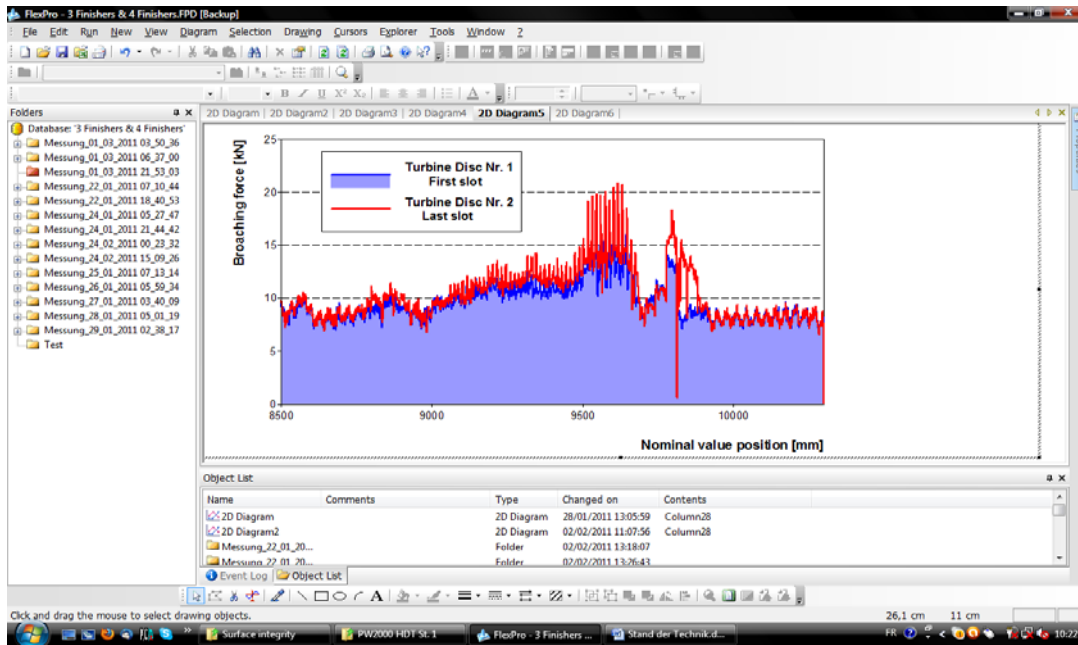 FlexPro - 3 Finishers & 4 Finishers.FPD [Backup]
File Edit Run New View Diagram Selection Drawing Cursors Explorer Tools Window ?
B I U X² X₂ A
Folders
2D Diagram 2D Diagram2 2D Diagram3 2D Diagram4 2D Diagram5 2D Diagram6
Database: '3 Finishers & 4 Finishers'
Messung_01_03_2011 03_50_36
Messung_01_03_2011 06_37_00
Messung_01_03_2011 21_53_03
Messung_22_01_2011 07_10_44
Messung_22_01_2011 18_40_53
Messung_24_01_2011 05_27_47
Messung_24_01_2011 21_44_42
Messung_24_02_2011 00_23_32
Messung_24_02_2011 15_09_26
Messung_25_01_2011 07_13_14
Messung_26_01_2011 05_59_34
Messung_27_01_2011 03_40_09
Messung_28_01_2011 05_01_19
Messung_29_01_2011 02_38_17
Test
Broaching force [kN]
25
20
15
10
5
0
Turbine Disc Nr. 1
First slot
Turbine Disc Nr. 2
Last slot
8500 9000 9500 10000
Nominal value position [mm]
Object List
Name Comments Type Changed on Contents
2D Diagram 2D Diagram 28/01/2011 13:05:59 Column28
2D Diagram2 2D Diagram 02/02/2011 11:07:56 Column28
Messung_22_01_20... Folder 02/02/2011 13:18:07
Messung_22_01_20... Folder 02/02/2011 13:26:43
Event Log Object List
A
Click and drag the mouse to select drawing objects. 26,1 cm 11 cm
Surface integrity PW2000 HDT St. 1 FlexPro - 3 Finishers ... Stand der Technik.d... FR 10:22